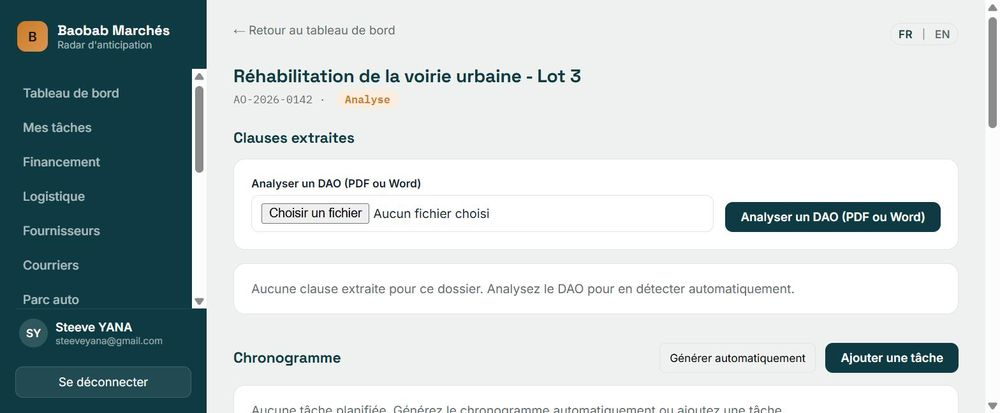 B
Baobab Marchés
Radar d'anticipation
Tableau de bord
Mes tâches
Financement
Logistique
Fournisseurs
Courriers
Parc auto
SY
Steeve YANA
steeveyana@gmail.com
Se déconnecter
← Retour au tableau de bord
FR | EN
Réhabilitation de la voirie urbaine - Lot 3
AO-2026-0142 · Analyse
Clauses extraites
Analyser un DAO (PDF ou Word)
Choisir un fichier Aucun fichier choisi
Analyser un DAO (PDF ou Word)
Aucune clause extraite pour ce dossier. Analysez le DAO pour en détecter automatiquement.
Chronogramme
Générer automatiquement
Ajouter une tâche
Aucune tâche planifiée. Générez le chronogramme automatiquement ou ajoutez une tâche.